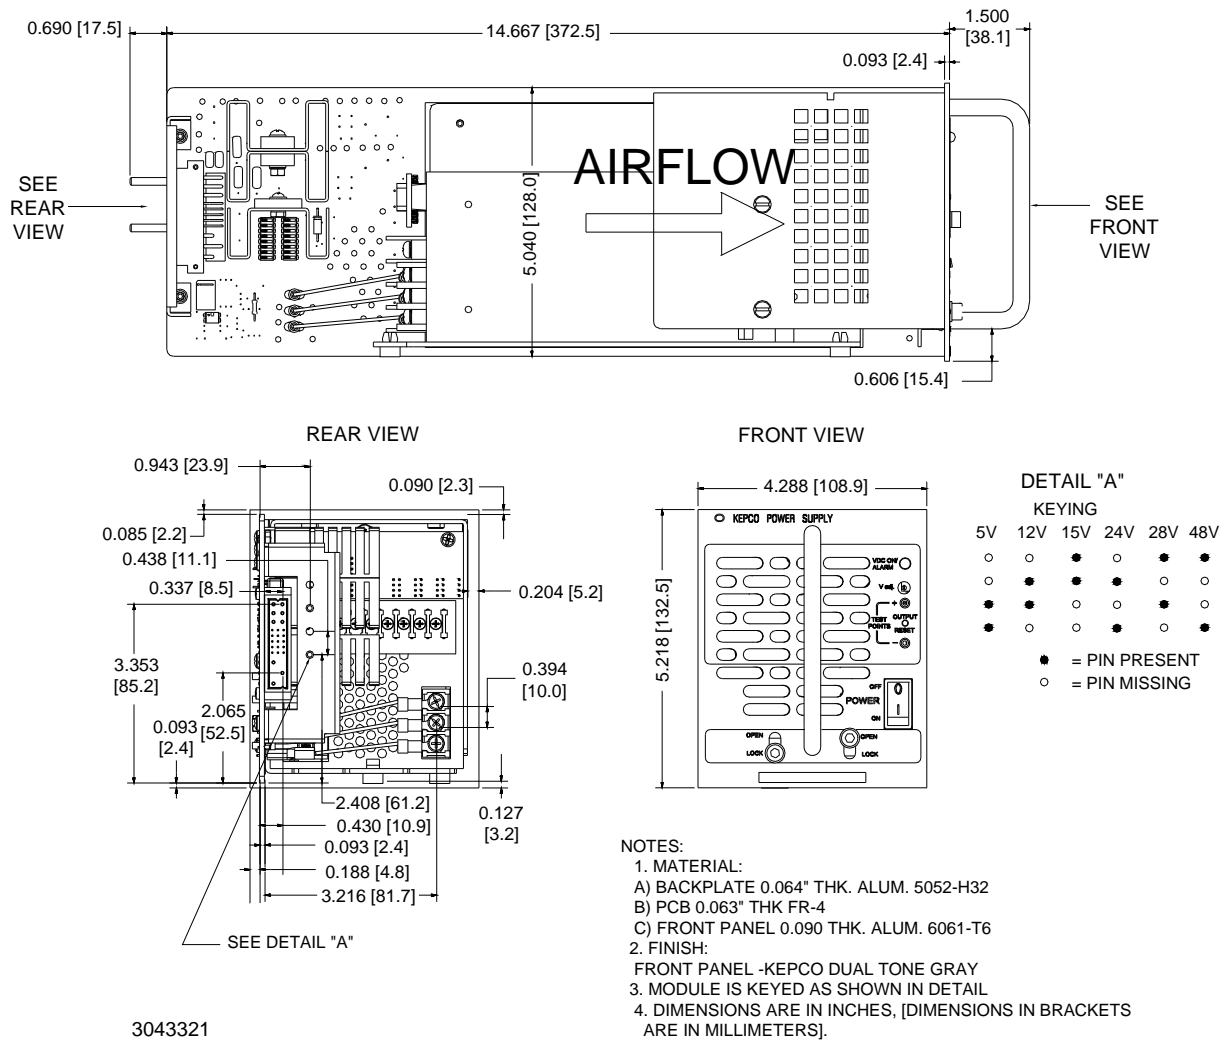 0.690 [17.5]
14.667 [372.5]
1.500
[38.1]
0.093 [2.4]
SEE
REAR
VIEW
AIRFLOW
5.040 [128.0]
SEE
FRONT
VIEW
0.606 [15.4]
REAR VIEW
0.943 [23.9]
0.090 [2.3]
0.085 [2.2]
0.438 [11.1]
0.337 [8.5]
0.204 [5.2]
3.353
[85.2]
2.065
[52.5]
0.093
[2.4]
0.394
[10.0]
2.408 [61.2]
0.430 [10.9]
0.093 [2.4]
0.188 [4.8]
3.216 [81.7]
0.127
[3.2]
SEE DETAIL "A"
FRONT VIEW
4.288 [108.9]
5.218 [132.5]
KEPCO POWER SUPPLY
VDC ON/
ALARM
V adj.
+
TEST
POINTS
OUTPUT
RESET
–
OFF
POWER
ON
OPEN
LOCK
OPEN
LOCK
DETAIL "A"
KEYING
5V 12V 15V 24V 28V 48V
= PIN PRESENT
= PIN MISSING
NOTES:
1. MATERIAL:
A) BACKPLATE 0.064" THK. ALUM. 5052-H32
B) PCB 0.063" THK FR-4
C) FRONT PANEL 0.090 THK. ALUM. 6061-T6
2. FINISH:
FRONT PANEL -KEPCO DUAL TONE GRAY
3. MODULE IS KEYED AS SHOWN IN DETAIL
4. DIMENSIONS ARE IN INCHES, [DIMENSIONS IN BRACKETS
ARE IN MILLIMETERS].
3043321